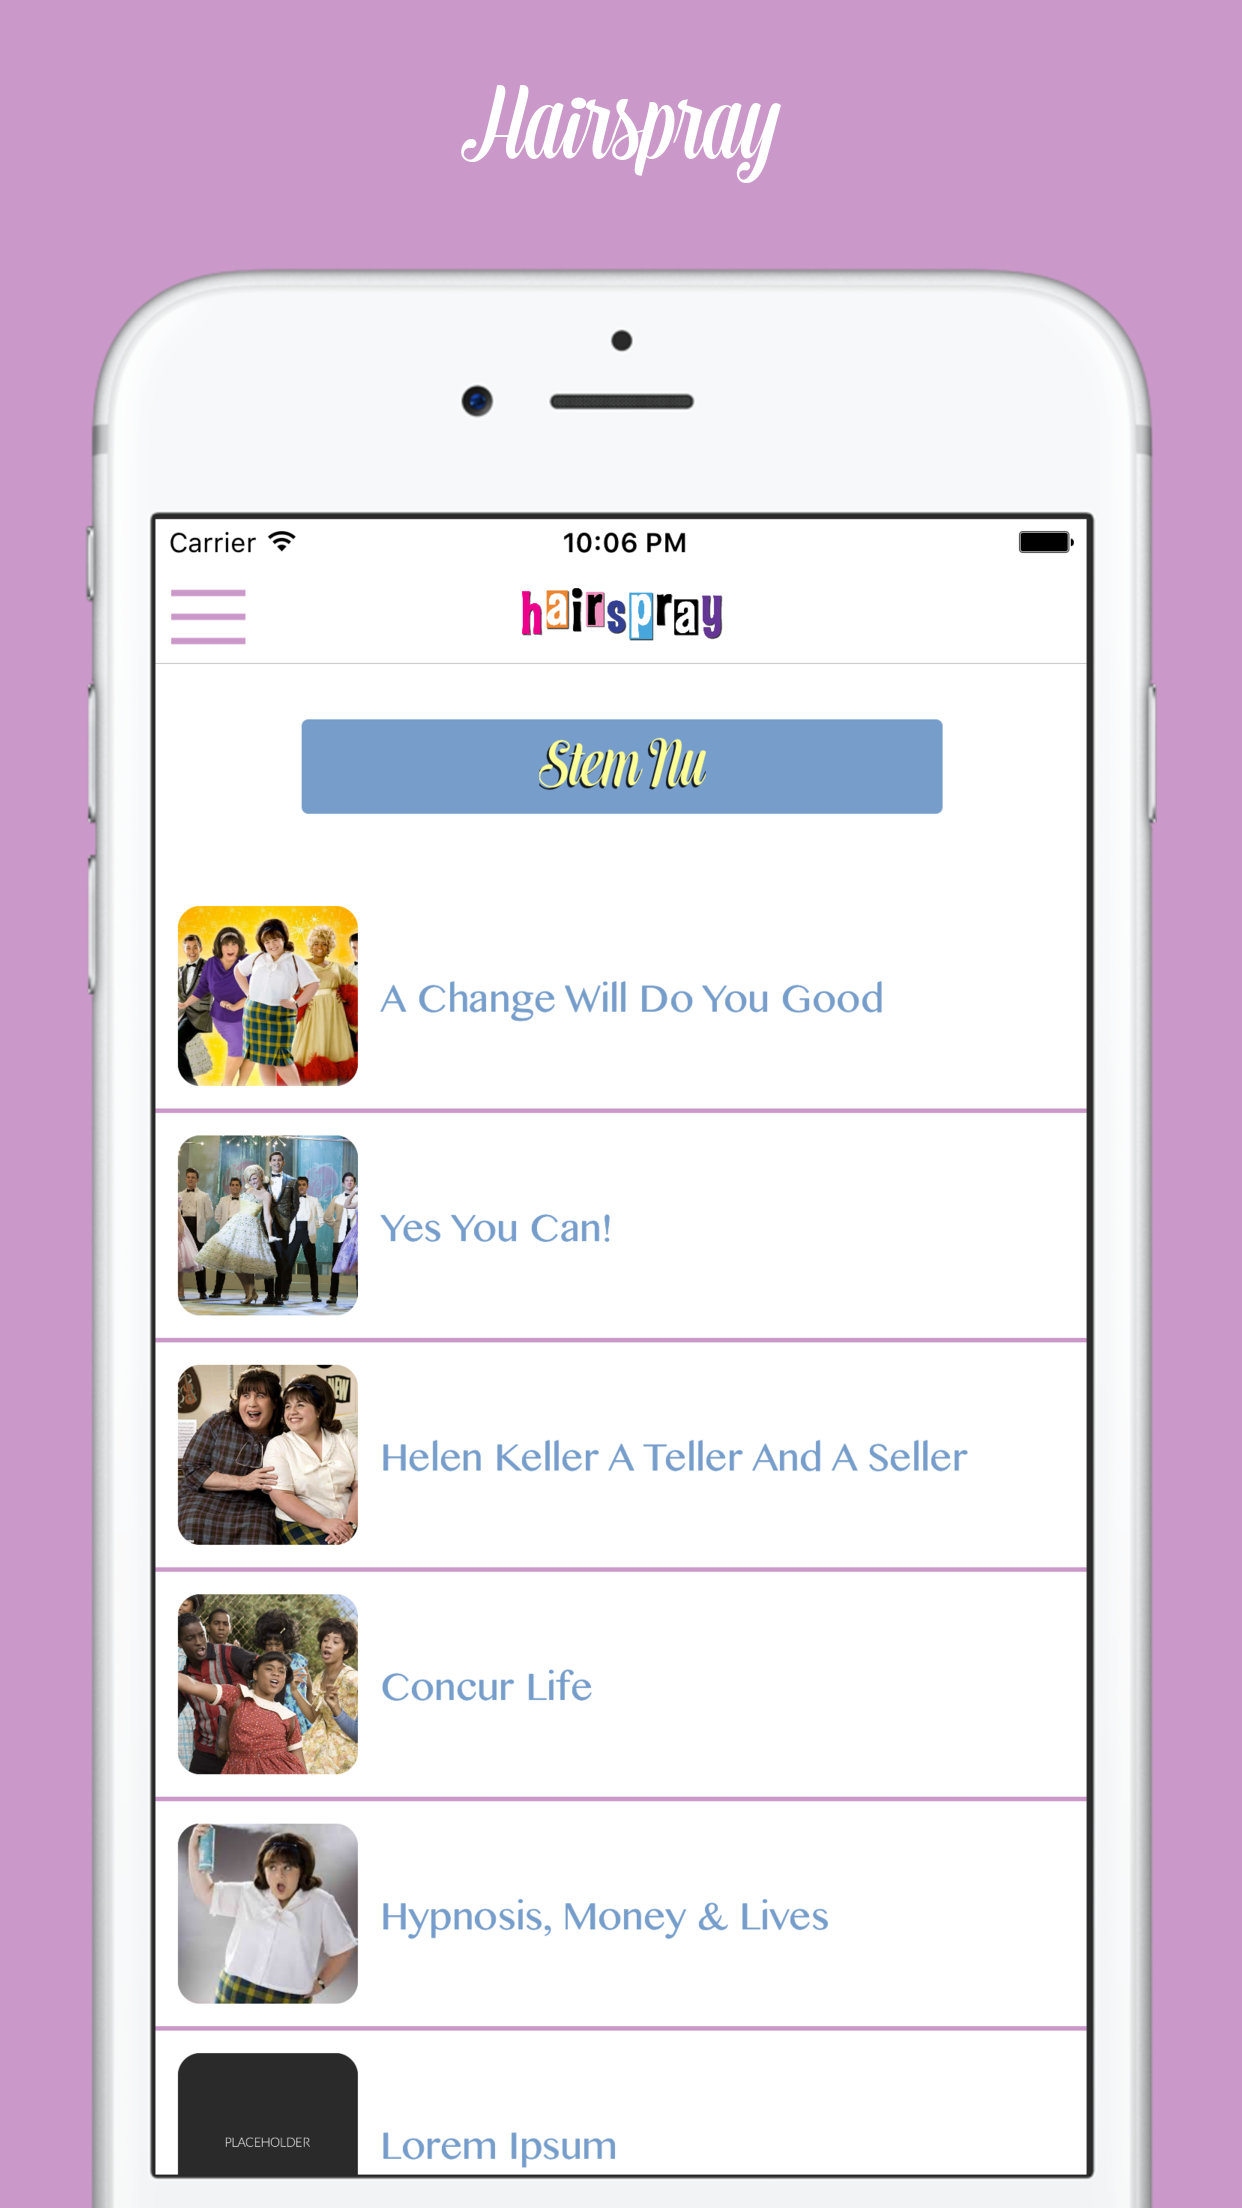 Hairspray
Carrier
10:06 PM
hairspray
Stem Nu
A Change Will Do You Good
Yes You Can!
NEW
Helen Keller A Teller And A Seller
Concur Life
Hypnosis, Money & Lives
PLACEHOLDER
Lorem Ipsum